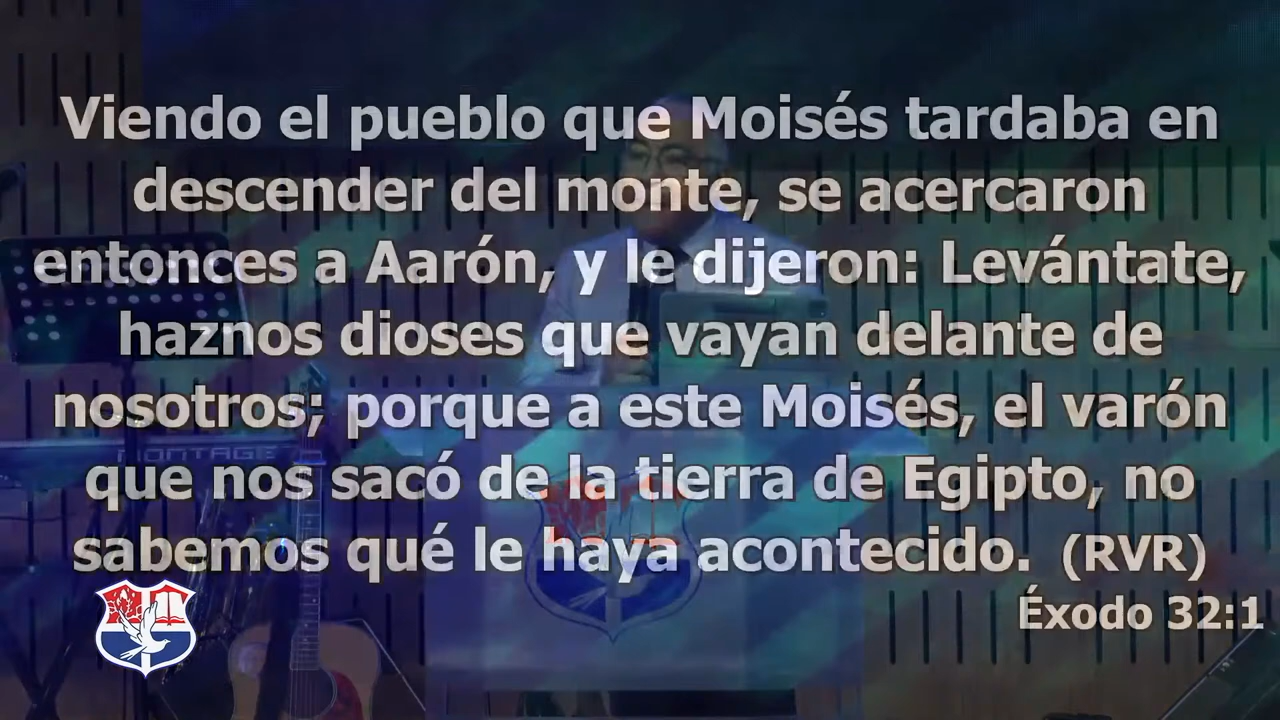 Viendo el pueblo que Moisés tardaba en
descender del monte, se acercaron
entonces a Aarón, y le dijeron: Levántate,
haznos dioses que vayan delante de
nosotros; porque a este Moisés, el varón
que nos sacó de la tierra de Egipto, no
sabemos qué le haya acontecido. (RVR)
Éxodo 32:1
MONTAGE